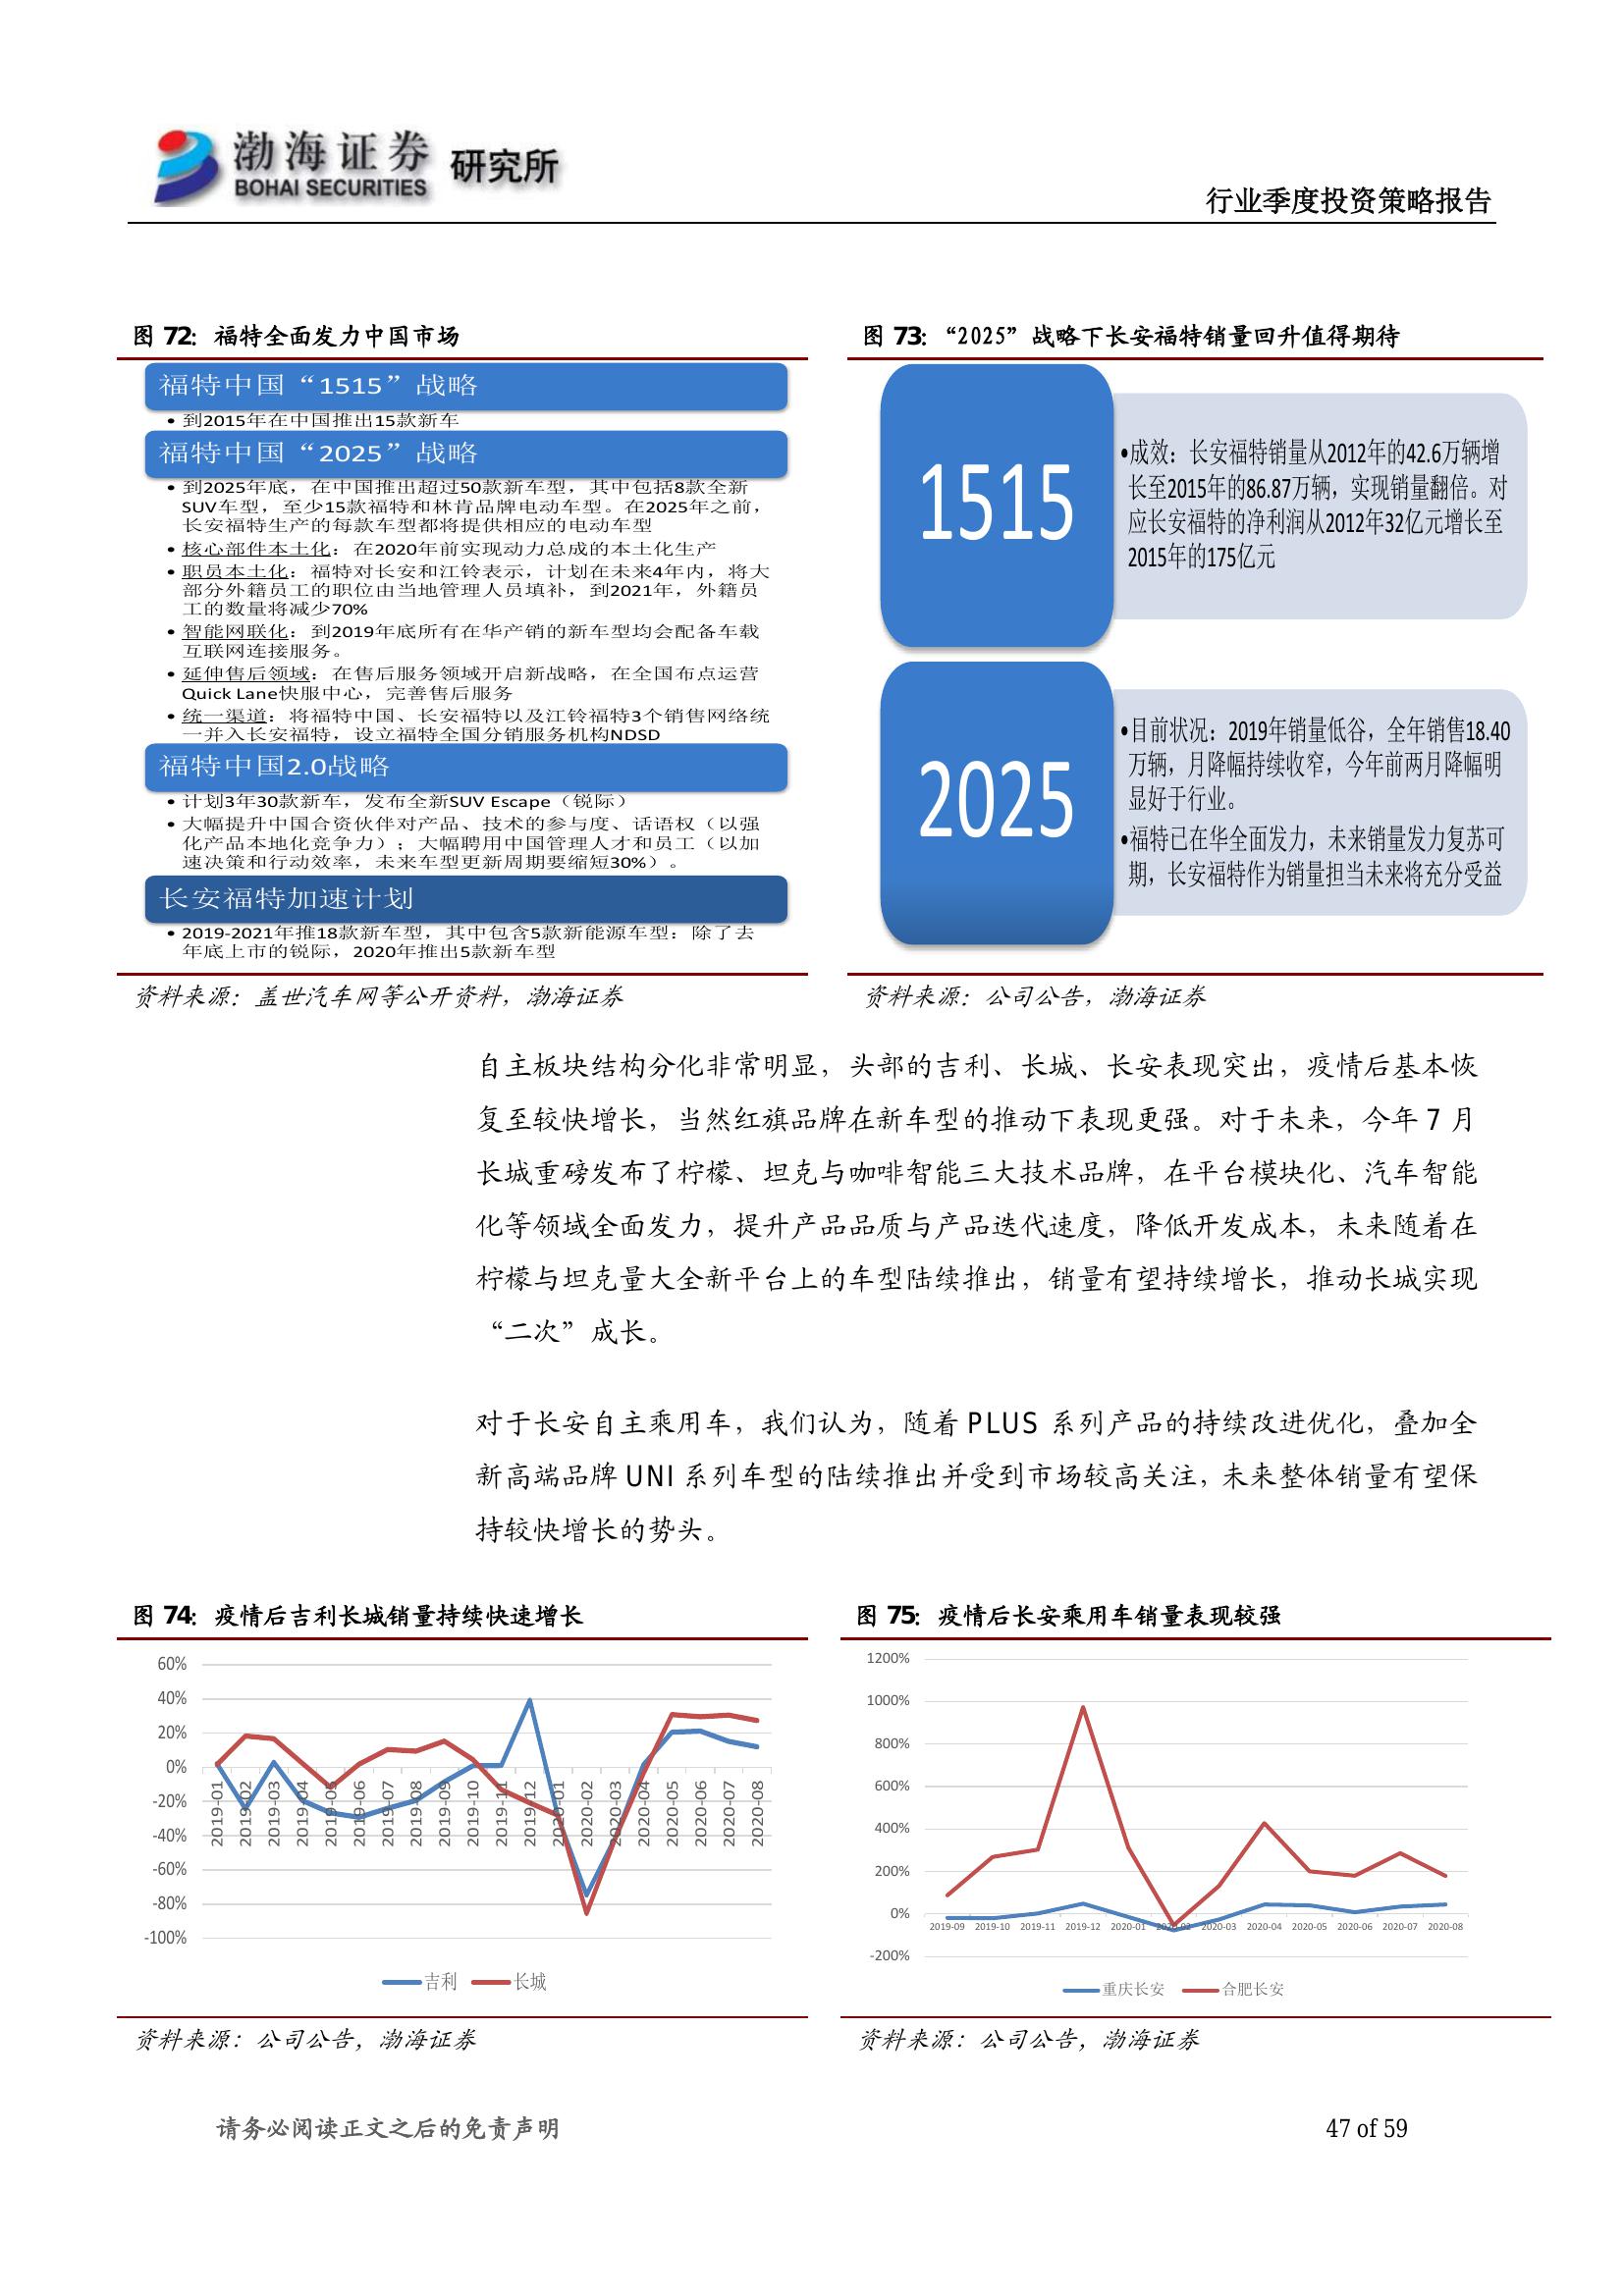 渤海证券 研究所
BOHAI SECURITIES
行业季度投资策略报告
图 72：福特全面发力中国市场
福特中国“1515”战略
• 到2015年在中国推出15款新车
福特中国“2025”战略
• 到2025年底，在中国推出超过50款新车型，其中包括8款全新
SUV车型，至少15款福特和林肯品牌电动车型。在2025年之前，
长安福特生产的每款车型都将提供相应的电动车型
• 核心部件本土化：在2020年前实现动力总成的本土化生产
• 职员本土化：福特对长安和江铃表示，计划在未来4年内，将大
部分外籍员工的职位由当地管理人员填补，到2021年，外籍员
工的数量将减少70%
• 智能网联化：到2019年底所有在华产销的新车型均会配备车载
互联网连接服务。
• 延伸售后领域：在售后服务领域开启新战略，在全国布点运营
Quick Lane快服中心，完善售后服务
• 统一渠道：将福特中国、长安福特以及江铃福特3个销售网络统
一并入长安福特，设立福特全国分销服务机构NDSD
福特中国2.0战略
• 计划3年30款新车，发布全新SUV Escape（锐际）
• 大幅提升中国合资伙伴对产品、技术的参与度、话语权（以强
化产品本地化竞争力）；大幅聘用中国管理人才和员工（以加
速决策和行动效率，未来车型更新周期要缩短30%）。
长安福特加速计划
• 2019-2021年推18款新车型，其中包含5款新能源车型：除了去
年底上市的锐际，2020年推出5款新车型
资料来源：盖世汽车网等公开资料，渤海证券
图 73：“2025”战略下长安福特销量回升值得期待
1515
•成效：长安福特销量从2012年的42.6万辆增
长至2015年的86.87万辆，实现销量翻倍。对
应长安福特的净利润从2012年32亿元增长至
2015年的175亿元
2025
•目前状况：2019年销量低谷，全年销售18.40
万辆，月降幅持续收窄，今年前两月降幅明
显好于行业。
•福特已在华全面发力，未来销量发力复苏可
期，长安福特作为销量担当未来将充分受益
资料来源：公司公告，渤海证券
自主板块结构分化非常明显，头部的吉利、长城、长安表现突出，疫情后基本恢
复至较快增长，当然红旗品牌在新车型的推动下表现更强。对于未来，今年 7 月
长城重磅发布了柠檬、坦克与咖啡智能三大技术品牌，在平台模块化、汽车智能
化等领域全面发力，提升产品品质与产品迭代速度，降低开发成本，未来随着在
柠檬与坦克量大全新平台上的车型陆续推出，销量有望持续增长，推动长城实现
“二次”成长。
对于长安自主乘用车，我们认为，随着 PLUS 系列产品的持续改进优化，叠加全
新高端品牌 UNI 系列车型的陆续推出并受到市场较高关注，未来整体销量有望保
持较快增长的势头。
图 74：疫情后吉利长城销量持续快速增长
60%
40%
20%
0%
-20%
-40%
-60%
-80%
-100%
2019-01
2019-02
2019-03
2019-04
2019-05
2019-06
2019-07
2019-08
2019-09
2019-10
2019-11
2019-12
2020-01
2020-02
2020-03
2020-04
2020-05
2020-06
2020-07
2020-08
吉利 长城
资料来源：公司公告，渤海证券
图 75：疫情后长安乘用车销量表现较强
1200%
1000%
800%
600%
400%
200%
0%
-200%
2019-09 2019-10 2019-11 2019-12 2020-01 2020-02 2020-03 2020-04 2020-05 2020-06 2020-07 2020-08
重庆长安 合肥长安
资料来源：公司公告，渤海证券
请务必阅读正文之后的免责声明
47 of 59